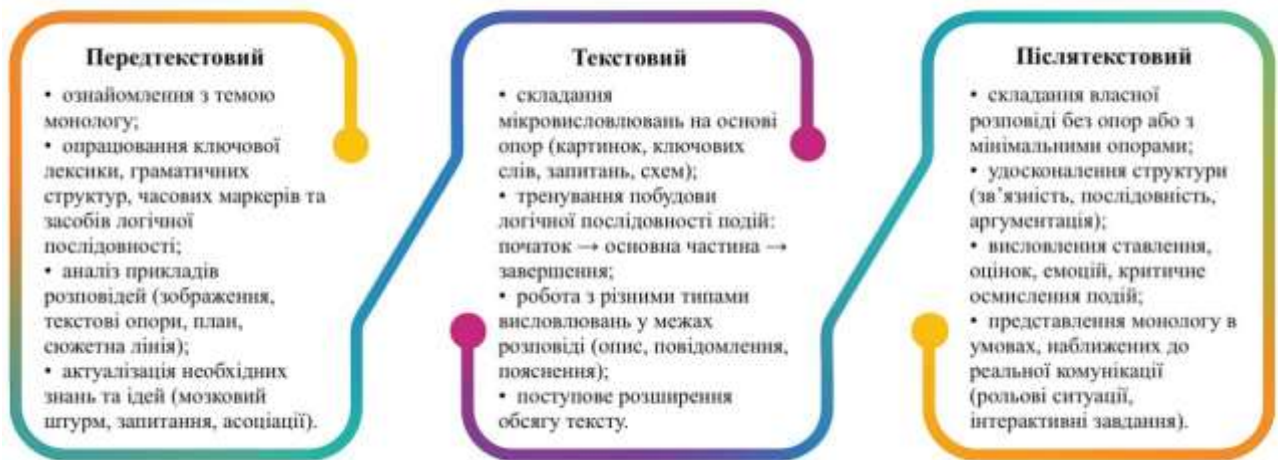 Передтекстовий
• ознайомлення з темою
монологу;
• опрацювання ключової
лексики, граматичних
структур, часових маркерів та
засобів логічної
послідовності;
• аналіз прикладів
розповідей (зображення,
текстові опори, план,
сюжетна лінія);
• актуалізація необхідних
знань та ідей (мозковий
штурм, запитання, асоціації).
Текстовий
• складання
мікровисловлювань на основі
опор (картинок, ключових
слів, запитань, схем);
• тренування побудови
логічної послідовності подій:
початок → основна частина →
завершення;
• робота з різними типами
висловлювань у межах
розповіді (опис, повідомлення,
пояснення);
• поступове розширення
обсягу тексту.
Післятекстовий
• складання власної
розповіді без опор або з
мінімальними опорами;
• удосконалення структури
(зв’язність, послідовність,
аргументація);
• висловлення ставлення,
оцінок, емоцій, критичне
осмислення подій;
• представлення монологу в
умовах, наближених до
реальної комунікації
(рольові ситуації,
інтерактивні завдання).